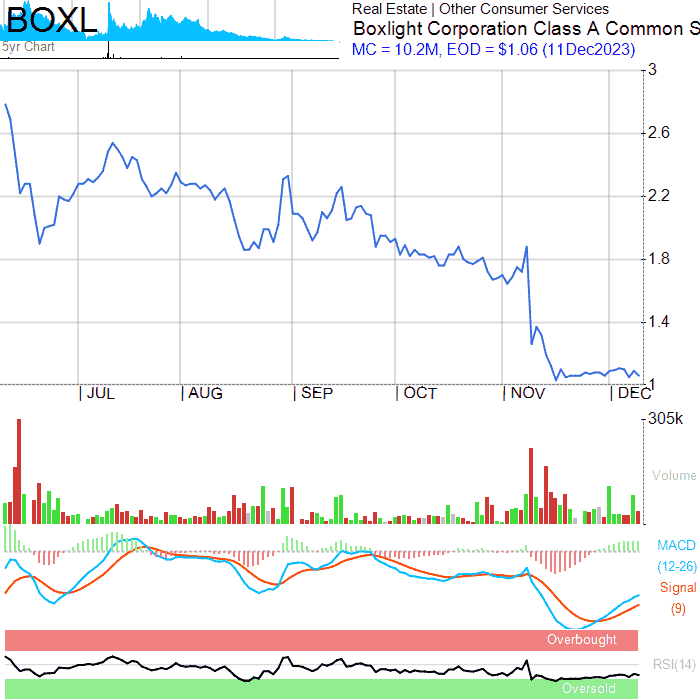 BOXL
5yr Chart
Real Estate | Other Consumer Services
Boxlight Corporation Class A Common S
MC = 10.2M, EOD = $1.06 (11Dec2023)
3
2.6
2.2
1.8
1.4
1
| JUL | AUG | SEP | OCT | NOV | DEC
305k
Volume
MACD
(12-26)
Signal
(9)
Overbought
RSI(14)
Oversold